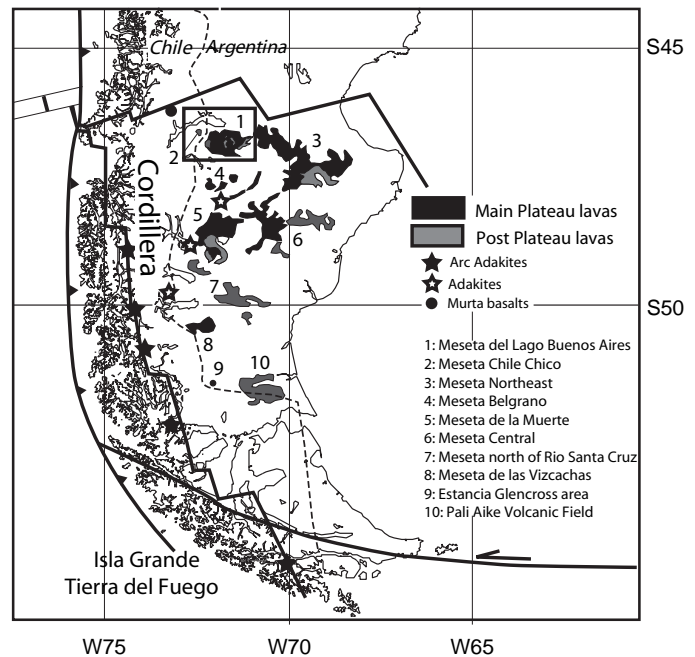 Chile Argentina
S45
1
2
3
4
5
6
7
8
9
10
Cordillera
Main Plateau lavas
Post Plateau lavas
Arc Adakites
Adakites
Murta basalts
S50
1: Meseta del Lago Buenos Aires
2: Meseta Chile Chico
3: Meseta Northeast
4: Meseta Belgrano
5: Meseta de la Muerte
6: Meseta Central
7: Meseta north of Rio Santa Cruz
8: Meseta de las Vizcachas
9: Estancia Glencross area
10: Pali Aike Volcanic Field
Isla Grande
Tierra del Fuego
W75
W70
W65